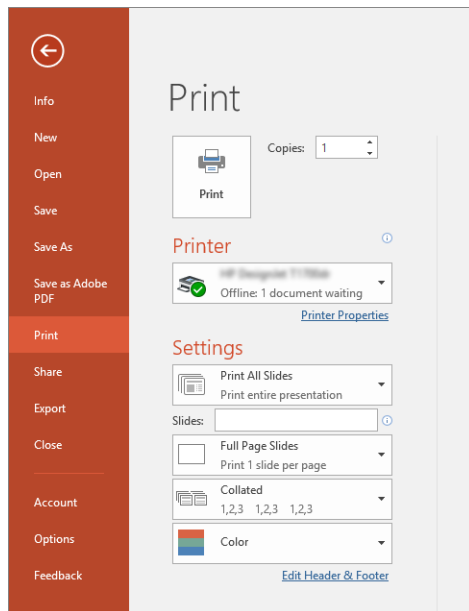 Info
New
Open
Save
Save As
Save as Adobe
PDF
Print
Share
Export
Close
Account
Options
Feedback
Print
Copies: 1
Print
Printer
Offline: 1 document waiting
Printer Properties
Settings
Print All Slides
Print entire presentation
Slides:
Full Page Slides
Print 1 slide per page
Collated
1,2,3 1,2,3 1,2,3
Color
Edit Header & Footer